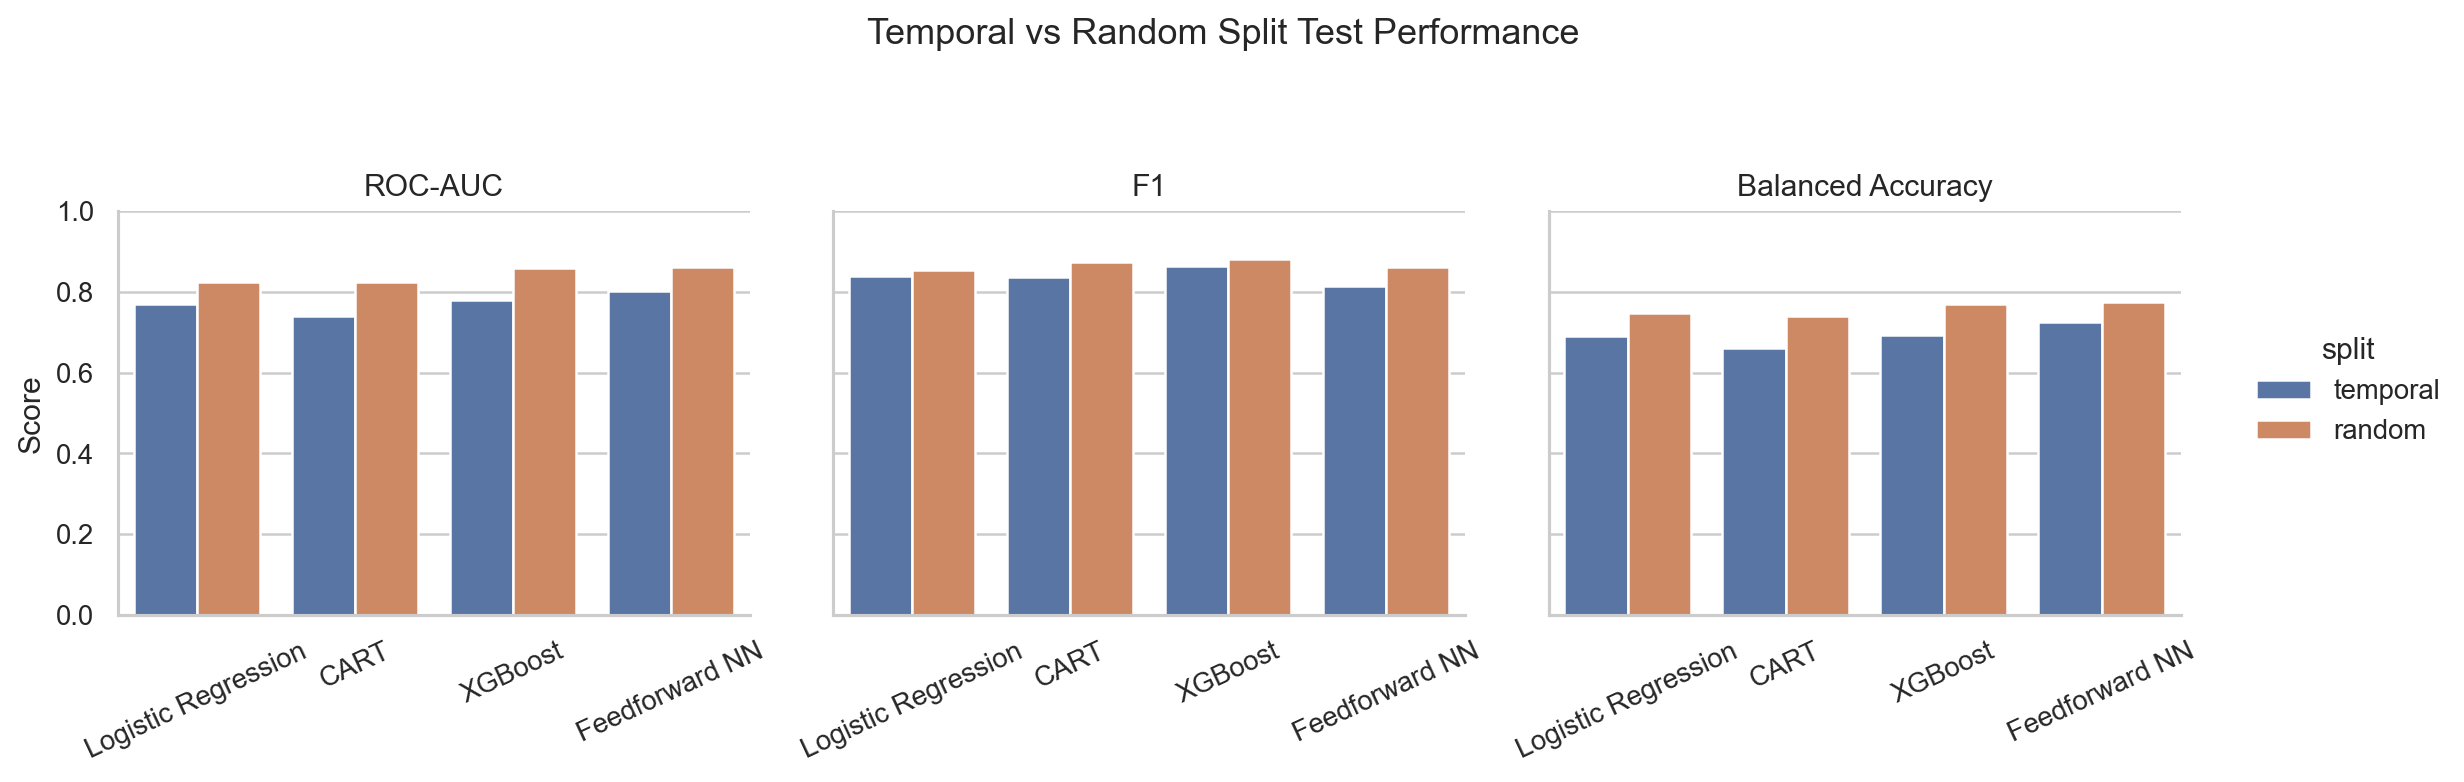 Temporal vs Random Split Test Performance
ROC-AUC
F1
Balanced Accuracy
Score
1.0
0.8
0.6
0.4
0.2
0.0
Logistic Regression
CART
XGBoost
Feedforward NN
Logistic Regression
CART
XGBoost
Feedforward NN
Logistic Regression
CART
XGBoost
Feedforward NN
split
temporal
random